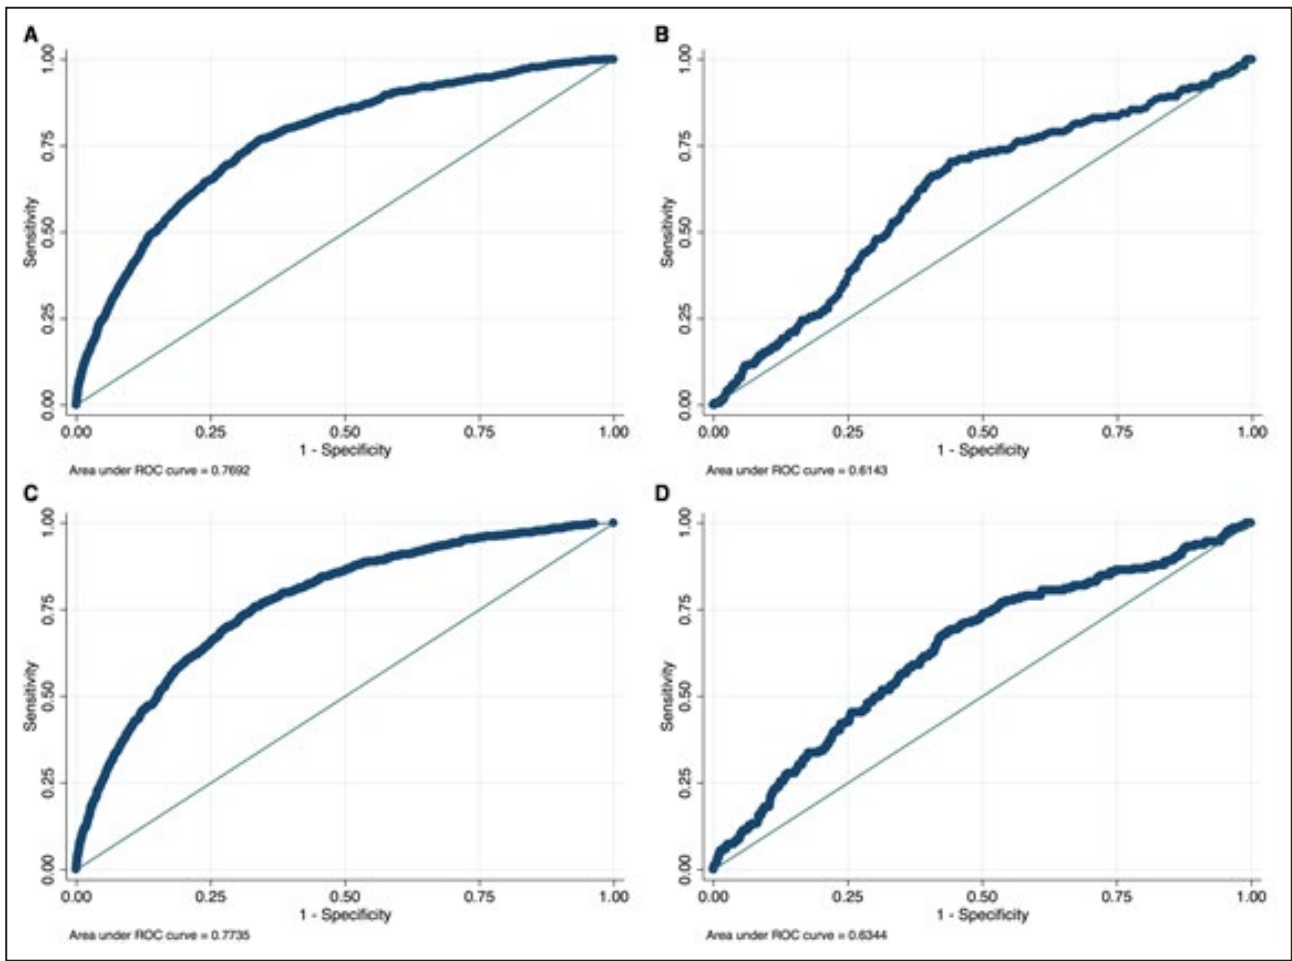 A
1.00
0.75
0.50
0.25
0.00
Sensitivity
0.00 0.25 0.50 0.75 1.00
1 - Specificity
Area under ROC curve = 0.7692
B
1.00
0.75
0.50
0.25
0.00
Sensitivity
0.00 0.25 0.50 0.75 1.00
1 - Specificity
Area under ROC curve = 0.6143
C
1.00
0.75
0.50
0.25
0.00
Sensitivity
0.00 0.25 0.50 0.75 1.00
1 - Specificity
Area under ROC curve = 0.7735
D
1.00
0.75
0.50
0.25
0.00
Sensitivity
0.00 0.25 0.50 0.75 1.00
1 - Specificity
Area under ROC curve = 0.6344